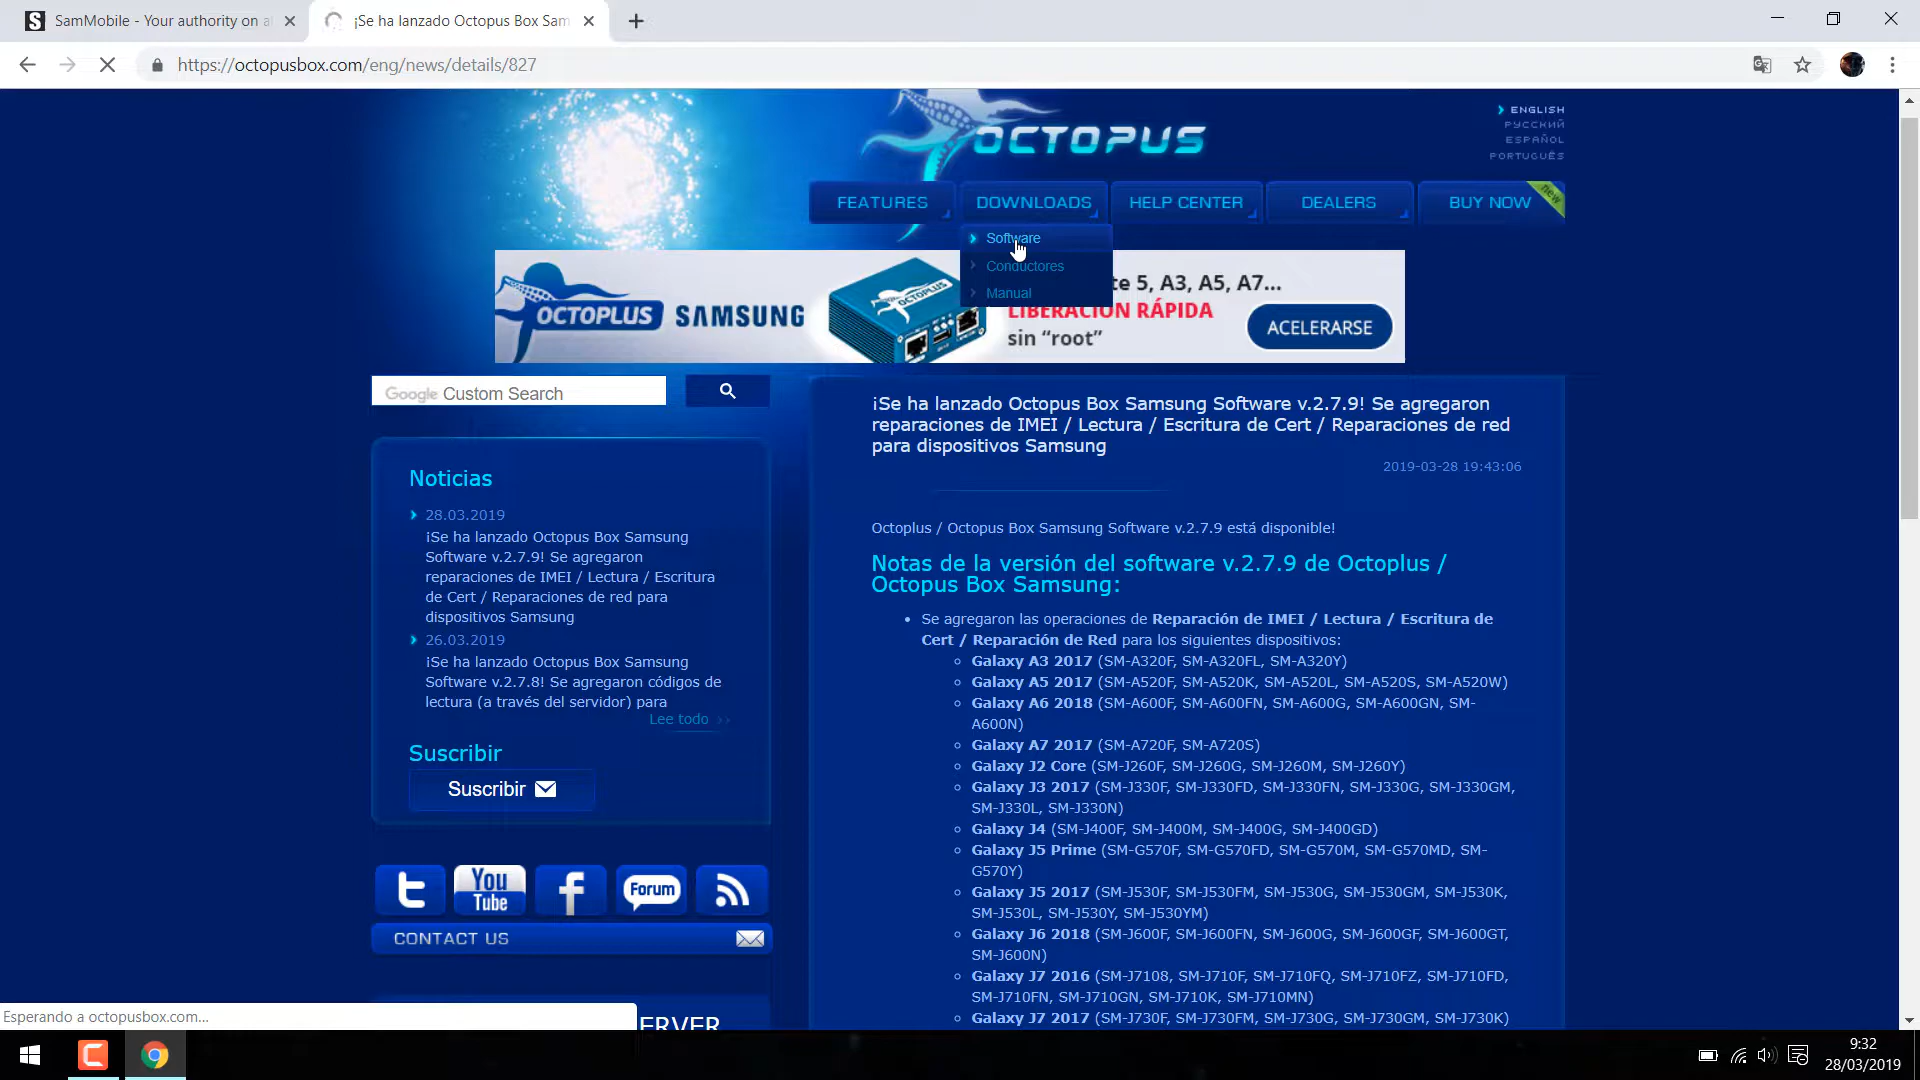 SamMobile - Your authority on a
¡Se ha lanzado Octopus Box Sam
https://octopusbox.com/eng/news/details/827
OCTOPUS
ENGLISH
РУССКИЙ
ESPAÑOL
PORTUGUÊS
FEATURES
DOWNLOADS
HELP CENTER
DEALERS
BUY NOW
new
Software
Conductores
Manual
OCTOPLUS SAMSUNG
OCTOPLUS
te 5, A3, A5, A7...
LIBERACIÓN RÁPIDA
sin “root”
ACELERARSE
Google Custom Search
Noticias
28.03.2019
¡Se ha lanzado Octopus Box Samsung
Software v.2.7.9! Se agregaron
reparaciones de IMEI / Lectura / Escritura
de Cert / Reparaciones de red para
dispositivos Samsung
26.03.2019
¡Se ha lanzado Octopus Box Samsung
Software v.2.7.8! Se agregaron códigos de
lectura (a través del servidor) para
Lee todo
Suscribir
Suscribir
You
Tube
Forum
CONTACT US
ERVER
¡Se ha lanzado Octopus Box Samsung Software v.2.7.9! Se agregaron
reparaciones de IMEI / Lectura / Escritura de Cert / Reparaciones de red
para dispositivos Samsung
2019-03-28 19:43:06
Octoplus / Octopus Box Samsung Software v.2.7.9 está disponible!
Notas de la versión del software v.2.7.9 de Octoplus /
Octopus Box Samsung:
Se agregaron las operaciones de Reparación de IMEI / Lectura / Escritura de
Cert / Reparación de Red para los siguientes dispositivos:
Galaxy A3 2017 (SM-A320F, SM-A320FL, SM-A320Y)
Galaxy A5 2017 (SM-A520F, SM-A520K, SM-A520L, SM-A520S, SM-A520W)
Galaxy A6 2018 (SM-A600F, SM-A600FN, SM-A600G, SM-A600GN, SM-
A600N)
Galaxy A7 2017 (SM-A720F, SM-A720S)
Galaxy J2 Core (SM-J260F, SM-J260G, SM-J260M, SM-J260Y)
Galaxy J3 2017 (SM-J330F, SM-J330FD, SM-J330FN, SM-J330G, SM-J330GM,
SM-J330L, SM-J330N)
Galaxy J4 (SM-J400F, SM-J400M, SM-J400G, SM-J400GD)
Galaxy J5 Prime (SM-G570F, SM-G570FD, SM-G570M, SM-G570MD, SM-
G570Y)
Galaxy J5 2017 (SM-J530F, SM-J530FM, SM-J530G, SM-J530GM, SM-J530K,
SM-J530L, SM-J530Y, SM-J530YM)
Galaxy J6 2018 (SM-J600F, SM-J600FN, SM-J600G, SM-J600GF, SM-J600GT,
SM-J600N)
Galaxy J7 2016 (SM-J7108, SM-J710F, SM-J710FQ, SM-J710FZ, SM-J710FD,
SM-J710FN, SM-J710GN, SM-J710K, SM-J710MN)
Galaxy J7 2017 (SM-J730F, SM-J730FM, SM-J730G, SM-J730GM, SM-J730K)
Esperando a octopusbox.com...
9:32
28/03/2019